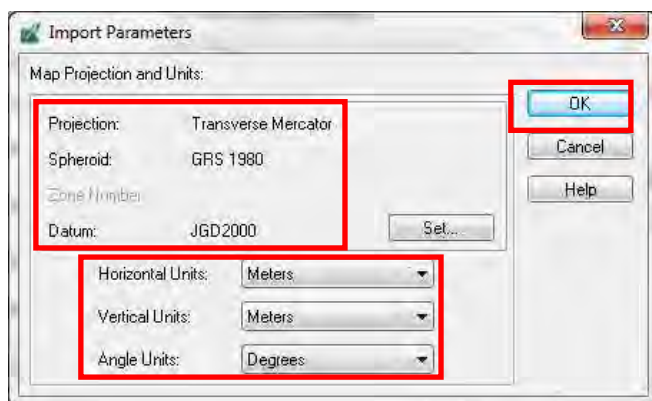 Import Parameters
Map Projection and Units:
Projection: Transverse Mercator
Spheroid: GRS 1980
Zone Number
Datum: JGD2000
Set...
Horizontal Units: Meters
Vertical Units: Meters
Angle Units: Degrees
OK
Cancel
Help